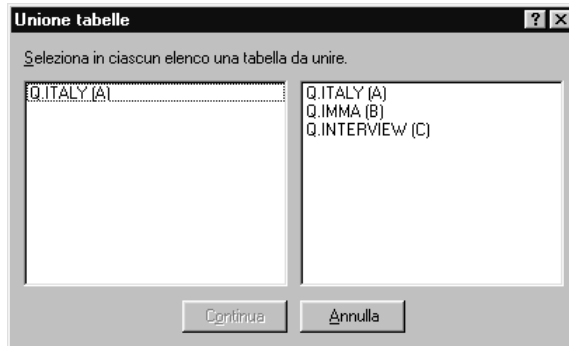 Unione tabelle
Seleziona in ciascun elenco una tabella da unire.
Q.ITALY (A)
Q.ITALY (A)
Q.IMMA (B)
Q.INTERVIEW (C)
Continua
Annulla